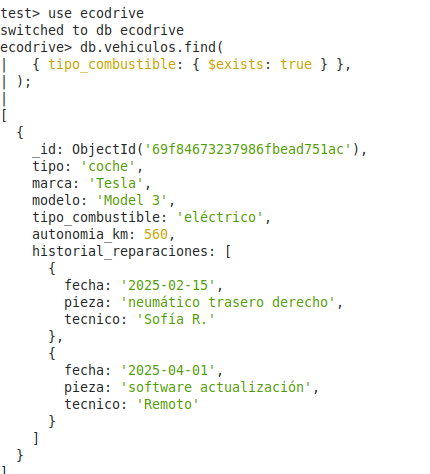 test> use ecodrive
switched to db ecodrive
ecodrive> db.vehiculos.find(
|   { tipo_combustible: { $exists: true } },
| );
|
[
  {
    _id: ObjectId('69f84673237986fbead751ac'),
    tipo: 'coche',
    marca: 'Tesla',
    modelo: 'Model 3',
    tipo_combustible: 'eléctrico',
    autonomia_km: 560,
    historial_reparaciones: [
      {
        fecha: '2025-02-15',
        pieza: 'neumático trasero derecho',
        tecnico: 'Sofía R.'
      },
      {
        fecha: '2025-04-01',
        pieza: 'software actualización',
        tecnico: 'Remoto'
      }
    ]
  }
]